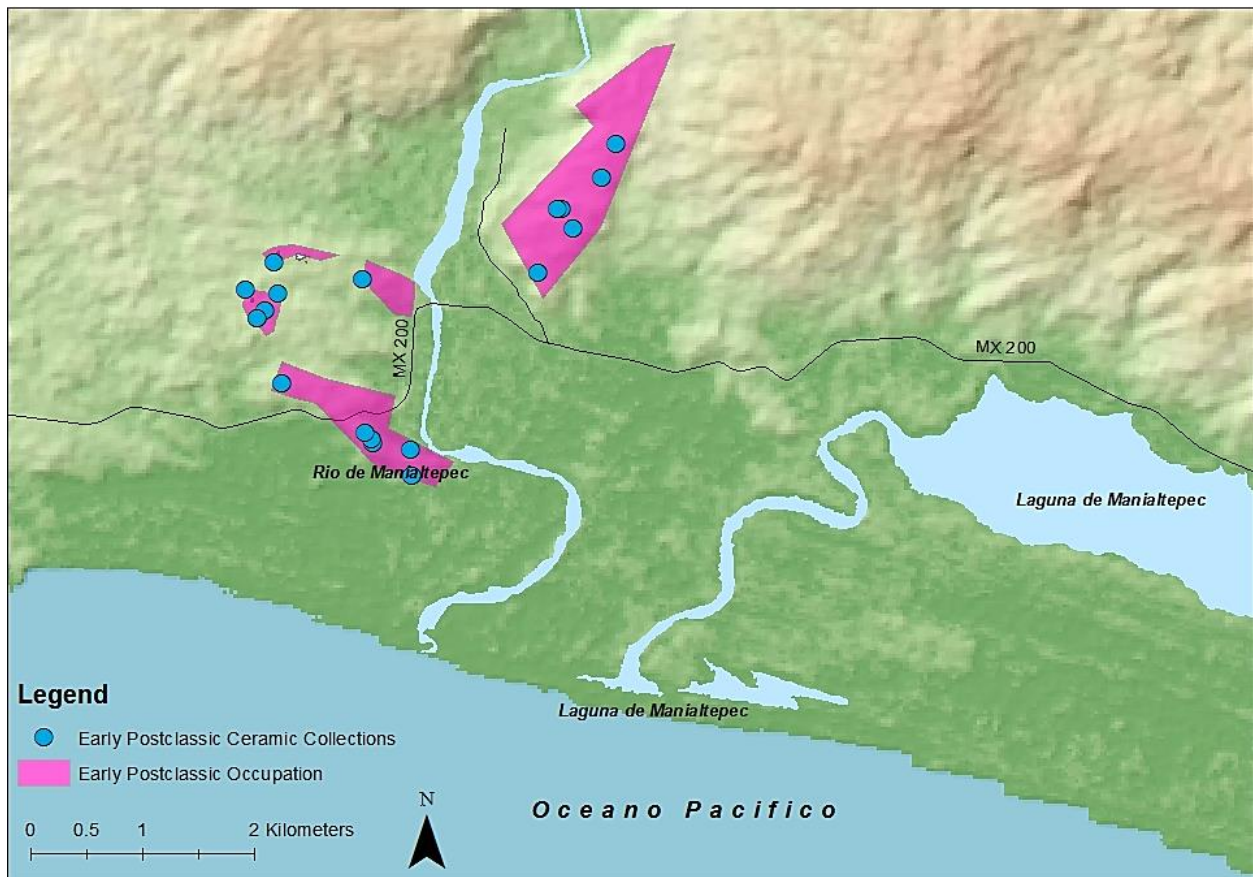 MX 200
MX 200
Rio de Manialtepec
Laguna de Manialtepec
Laguna de Manialtepec
Legend
Early Postclassic Ceramic Collections
Early Postclassic Occupation
N
Oceano Pacifico
0 0.5 1 2 Kilometers